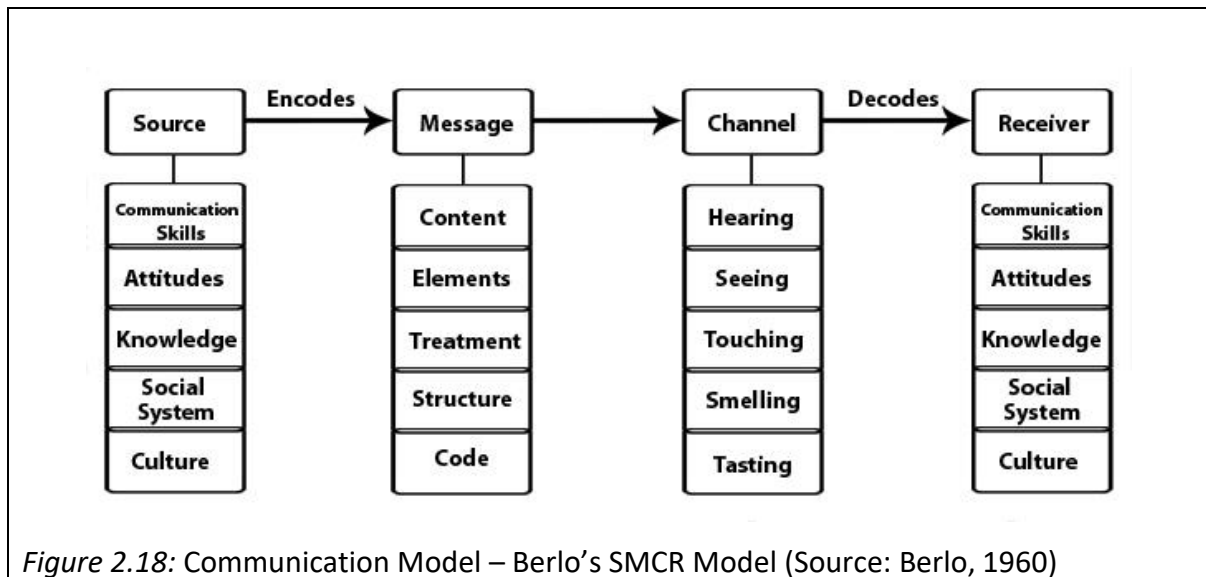 Encodes
Decodes
Source
Message
Channel
Receiver
Communication
Skills
Content
Hearing
Communication
Skills
Attitudes
Elements
Seeing
Attitudes
Knowledge
Treatment
Touching
Knowledge
Social
System
Structure
Smelling
Social
System
Culture
Code
Tasting
Culture
Figure 2.18: Communication Model – Berlo’s SMCR Model (Source: Berlo, 1960)